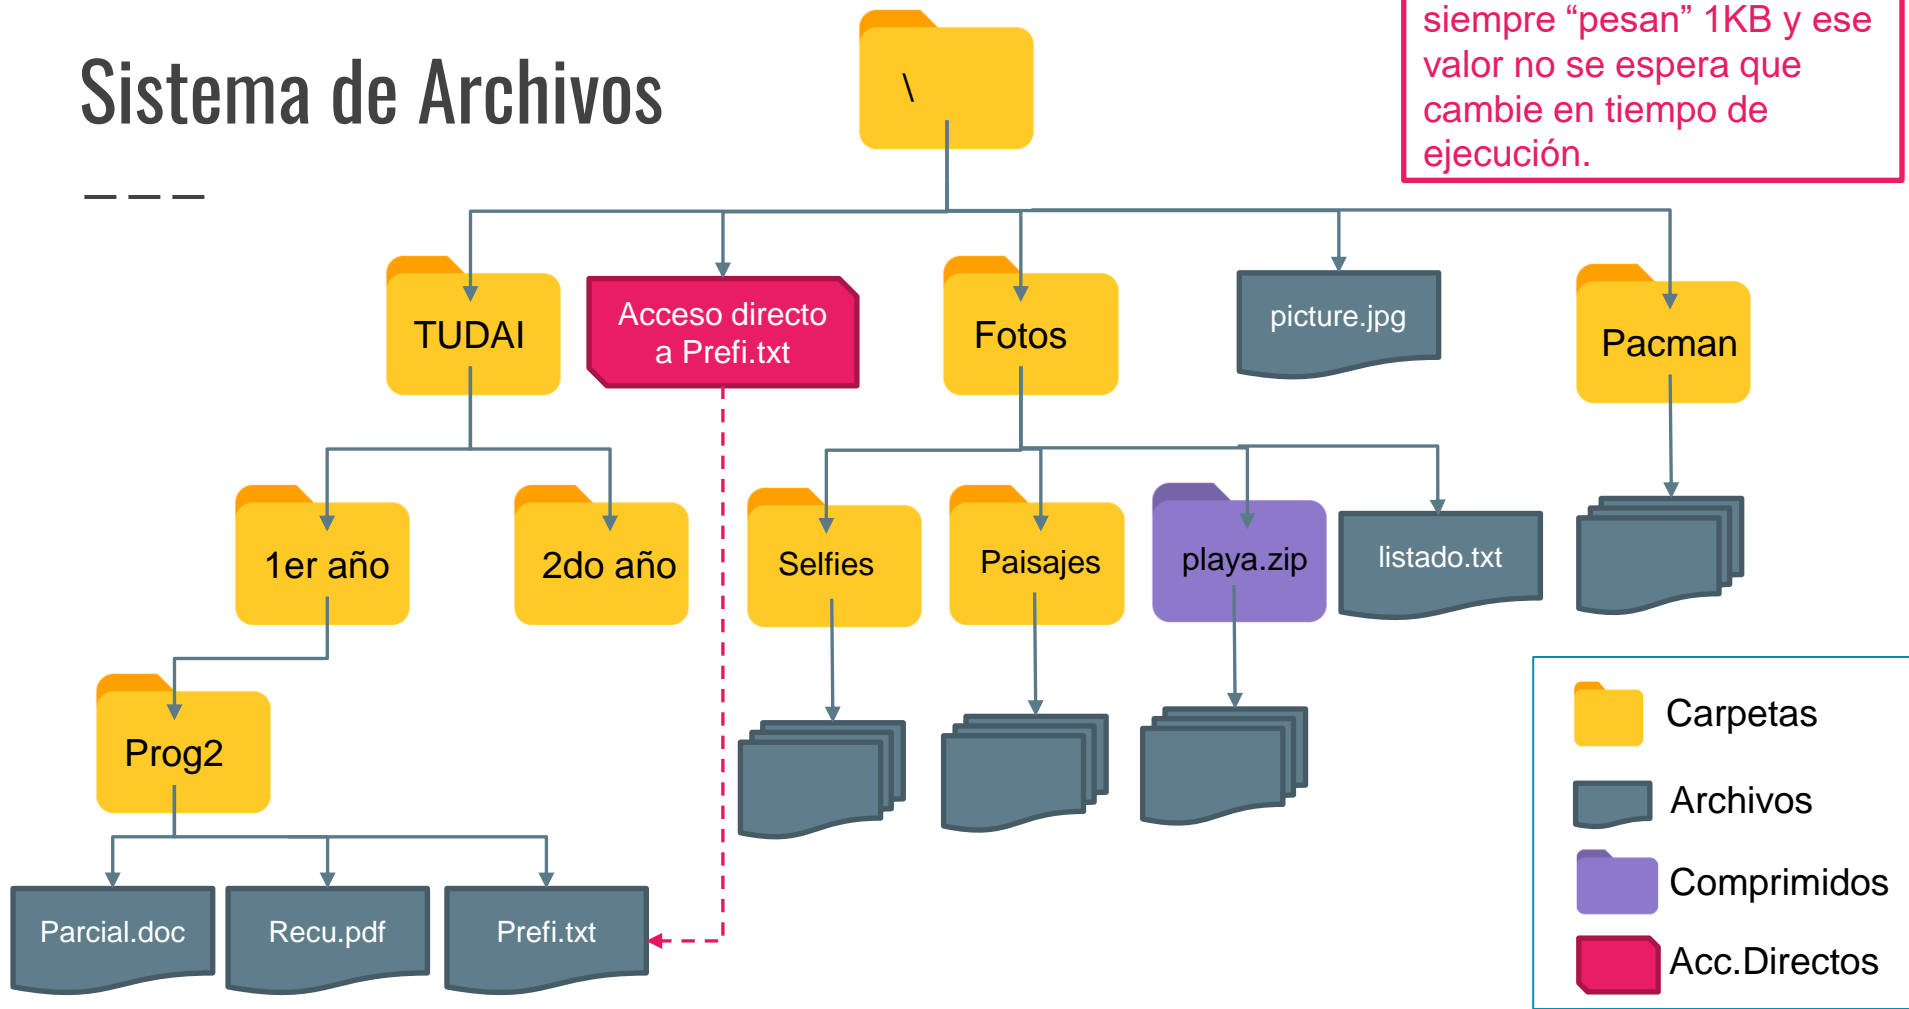 Sistema de Archivos
siempre “pesan” 1KB y ese
valor no se espera que
cambie en tiempo de
ejecución.
\
TUDAI
Acceso directo
a Prefi.txt
Fotos
picture.jpg
Pacman
1er año
2do año
Selfies
Paisajes
playa.zip
listado.txt
Prog2
Parcial.doc
Recu.pdf
Prefi.txt
Carpetas
Archivos
Comprimidos
Acc.Directos